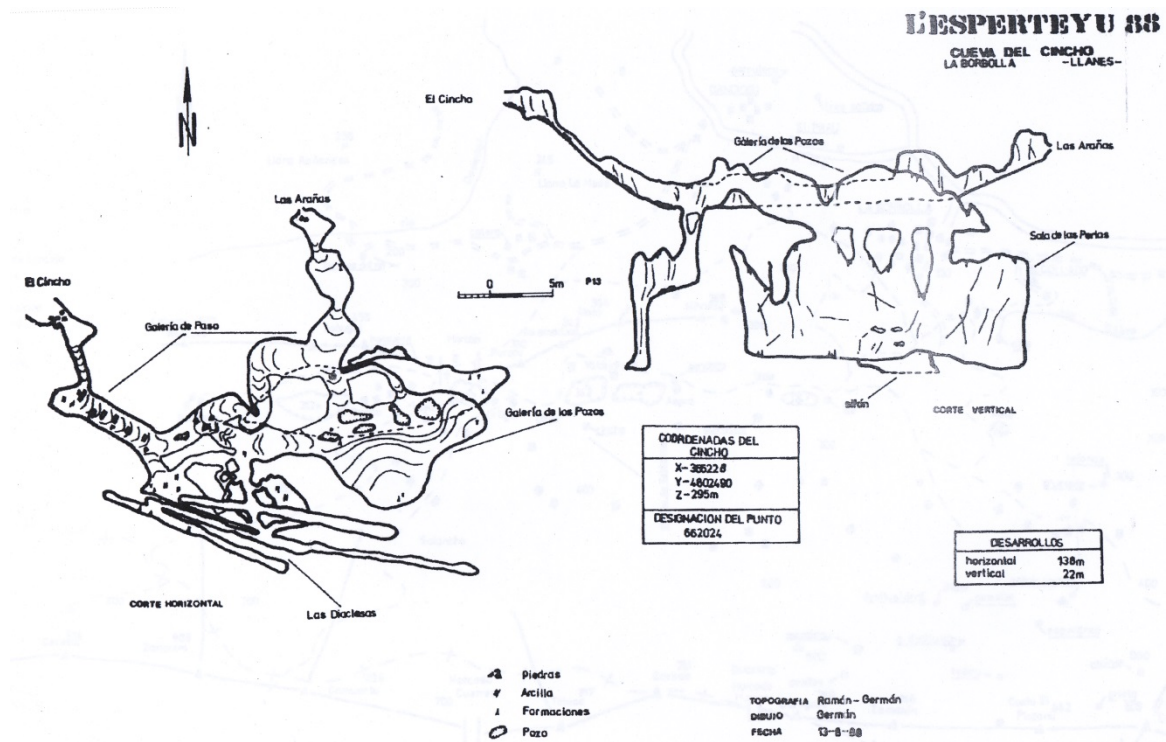 L'ESPERTEYU 88
CUEVA DEL CINCHO
LA BORBOLLA -LLANES-
N
El Cincho
Galería de los Pozos
Las Arañas
Sala de las Perlas
sifón
CORTE VERTICAL
Las Arañas
El Cincho
Galería de Paso
0 5m P13
Galería de los Pozos
Las Diaclasas
CORTE HORIZONTAL
COORDENADAS DEL
CINCHO
X-366228
Y-4802490
Z-295m
DESIGNACION DEL PUNTO
662024
DESARROLLOS
horizontal 138m
vertical 22m
Piedras
Arcilla
Formaciones
Pozo
TOPOGRAFIA Ramón-Germán
DIBUJO Germán
FECHA 13-8-88